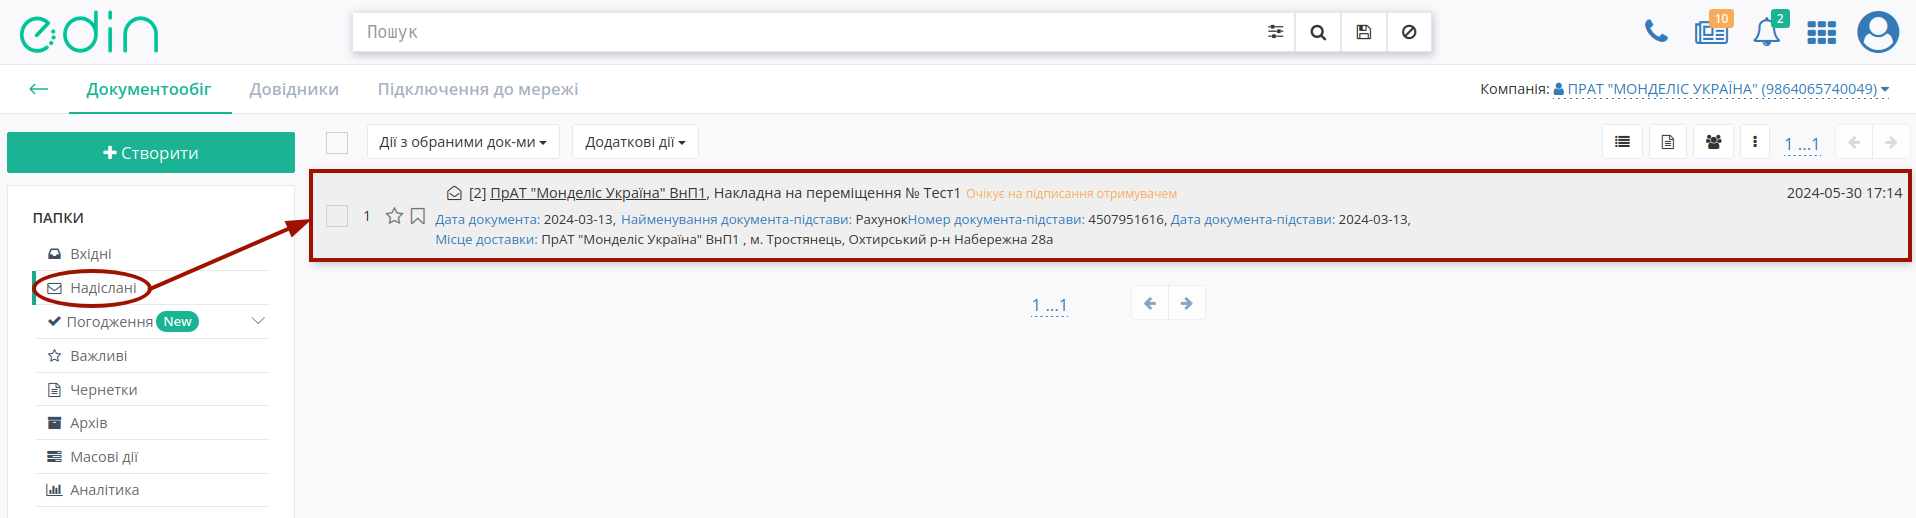 edin
Пошук
10
2
Документообіг
Довідники
Підключення до мережі
Компанія: ПРАТ "МОНДЕЛІС УКРАЇНА" (9864065740049)
Створити
Дії з обраними док-ми
Додаткові дії
1 ...1
ПАПКИ
Вхідні
Надіслані
Погодження New
Важливі
Чернетки
Архів
Масові дії
Аналітика
[2] ПрАТ "Монделіс Україна" ВнП1, Накладна на переміщення № Тест1 Очікує на підписання отримувачем
2024-05-30 17:14
1
Дата документа: 2024-03-13, Найменування документа-підстави: РахунокНомер документа-підстави: 4507951616, Дата документа-підстави: 2024-03-13,
Місце доставки: ПрАТ "Монделіс Україна" ВнП1 , м. Тростянець, Охтирський р-н Набережна 28а
1 ...1